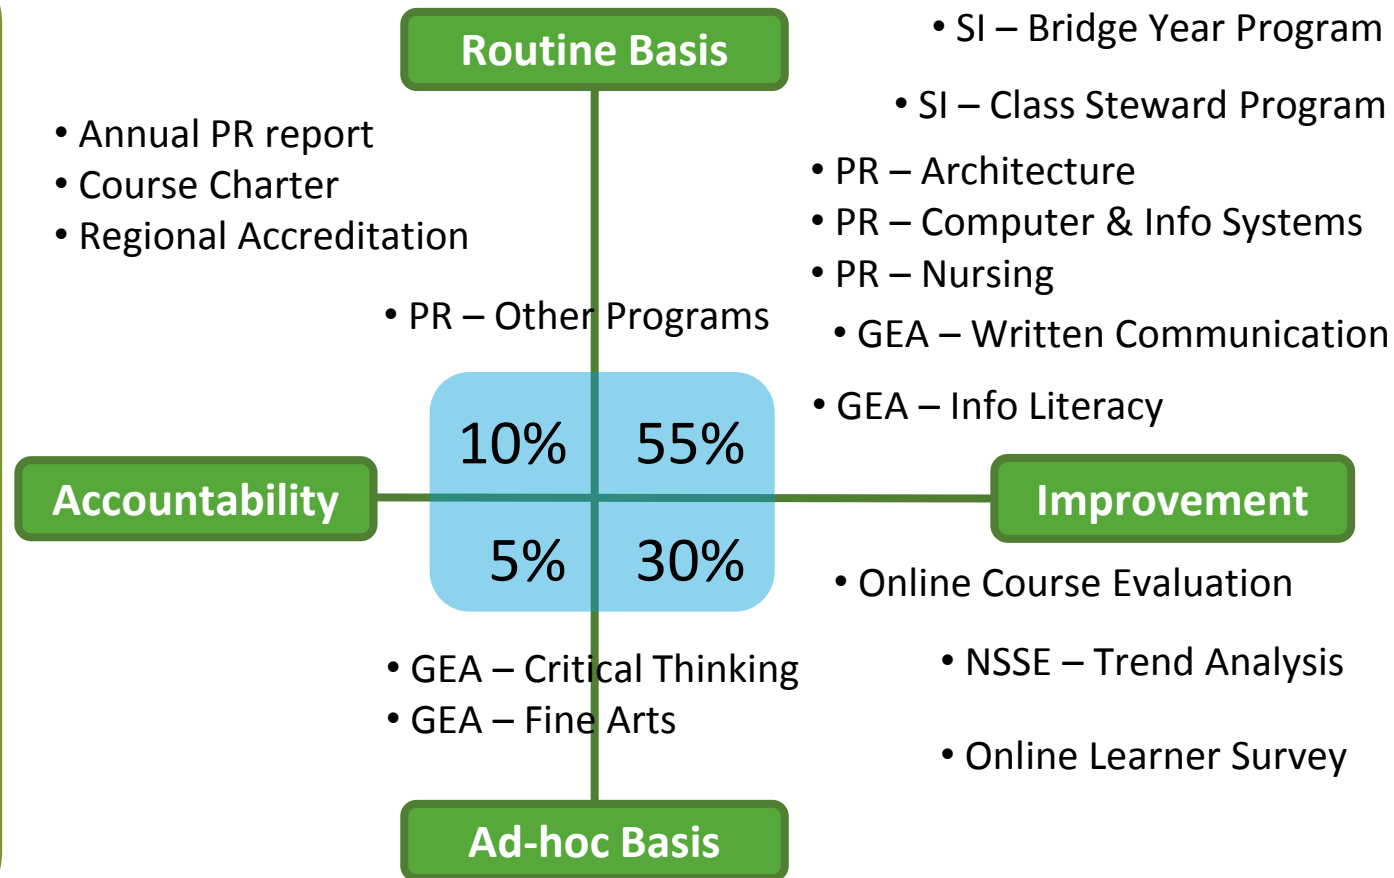 Routine Basis
• SI – Bridge Year Program
• SI – Class Steward Program
• Annual PR report
• Course Charter
• Regional Accreditation
• PR – Architecture
• PR – Computer & Info Systems
• PR – Nursing
• PR – Other Programs
• GEA – Written Communication
• GEA – Info Literacy
10% 55%
Accountability
Improvement
5% 30%
• Online Course Evaluation
• GEA – Critical Thinking
• GEA – Fine Arts
• NSSE – Trend Analysis
• Online Learner Survey
Ad-hoc Basis